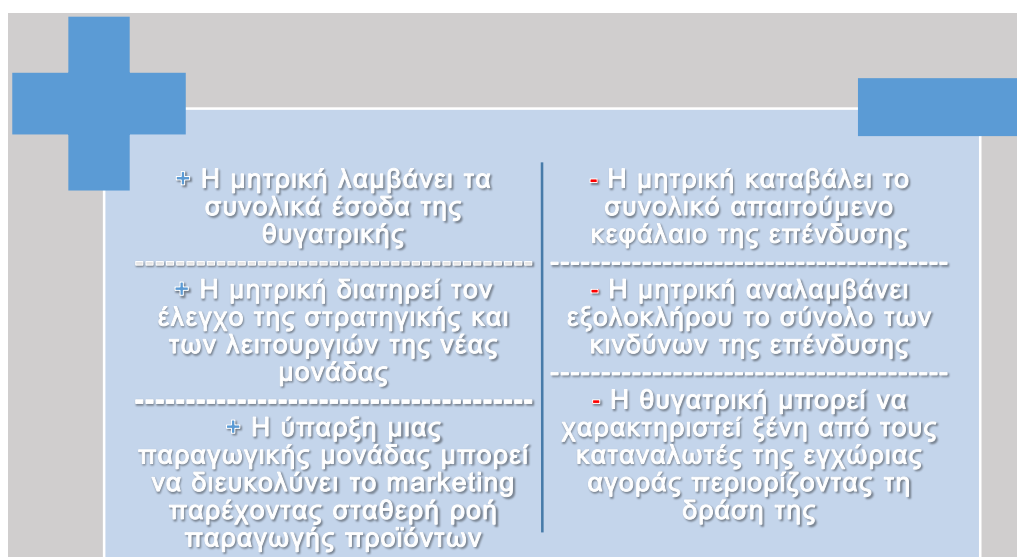 + Η μητρική λαμβάνει τα
συνολικά έσοδα της
θυγατρικής
+ Η μητρική διατηρεί τον
έλεγχο της στρατηγικής και
των λειτουργιών της νέας
μονάδας
+ Η ύπαρξη μιας
παραγωγικής μονάδας μπορεί
να διευκολύνει το marketing
παρέχοντας σταθερή ροή
παραγωγής προϊόντων
- Η μητρική καταβάλει το
συνολικό απαιτούμενο
κεφάλαιο της επένδυσης
- Η μητρική αναλαμβάνει
εξολοκλήρου το σύνολο των
κινδύνων της επένδυσης
- Η θυγατρική μπορεί να
χαρακτηριστεί ξένη από τους
καταναλωτές της εγχώριας
αγοράς περιορίζοντας τη
δράση της